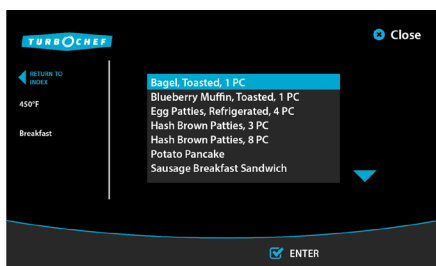 TURBOCHEF
Close
RETURN TO
INDEX
450°F
Breakfast
Bagel, Toasted, 1 PC
Blueberry Muffin, Toasted, 1 PC
Egg Patties, Refrigerated, 4 PC
Hash Brown Patties, 3 PC
Hash Brown Patties, 8 PC
Potato Pancake
Sausage Breakfast Sandwich
ENTER